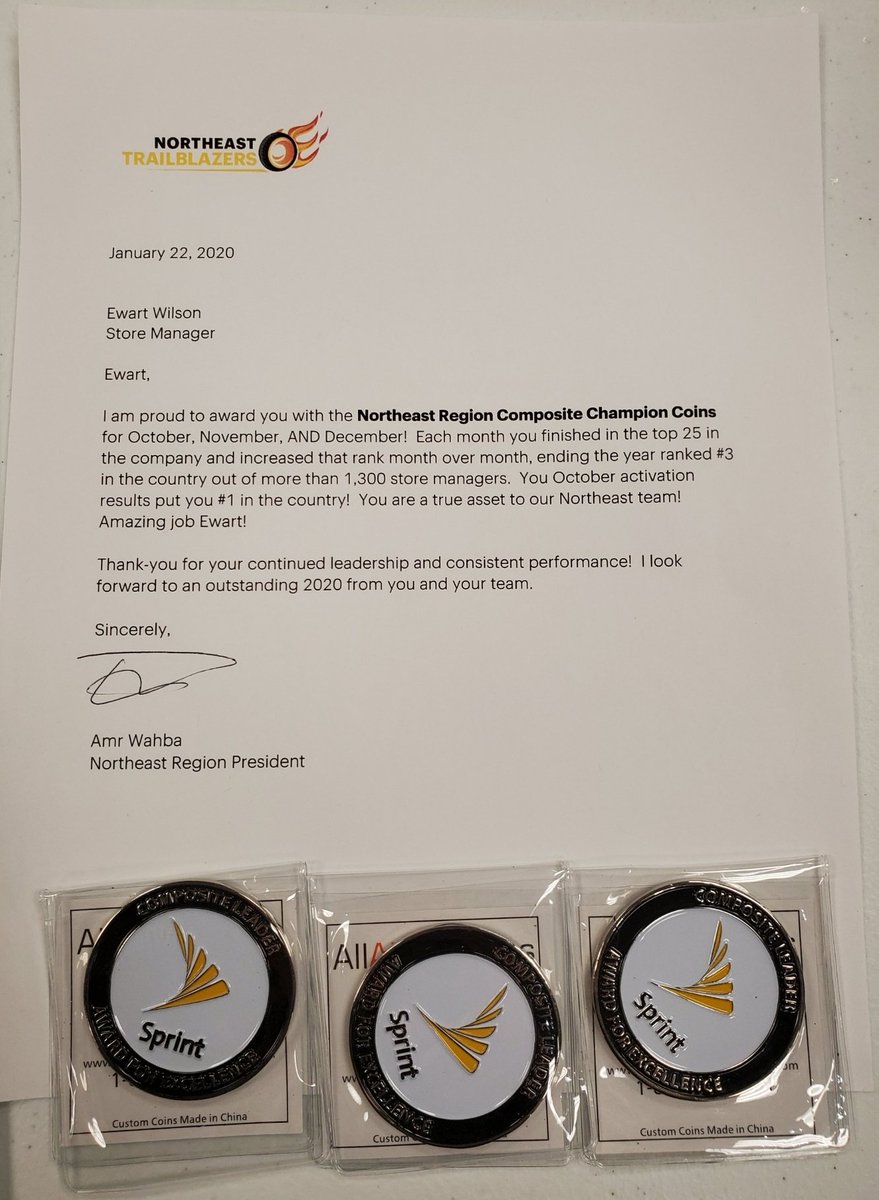 NORTHEAST
TRAILBLAZERS
January 22, 2020
Ewart Wilson
Store Manager
Ewart,
I am proud to award you with the Northeast Region Composite Champion Coins
for October, November, AND December! Each month you finished in the top 25 in
the company and increased that rank month over month, ending the year ranked #3
in the country out of more than 1,300 store managers. You October activation
results put you #1 in the country! You are a true asset to our Northeast team!
Amazing job Ewart!
Thank-you for your continued leadership and consistent performance! I look
forward to an outstanding 2020 from you and your team.
Sincerely,
Amr Wahba
Northeast Region President
COMPOSITE LEADER
Sprint
AWARD FOR EXCELLENCE
www
Custom Coins Made in China
All
COMPOSITE LEADER
Sprint
AWARD FOR EXCELLENCE
Custom
COMPOSITE LEADER
Sprint
AWARD FOR EXCELLENCE
www
om
Custom Coins Made in China